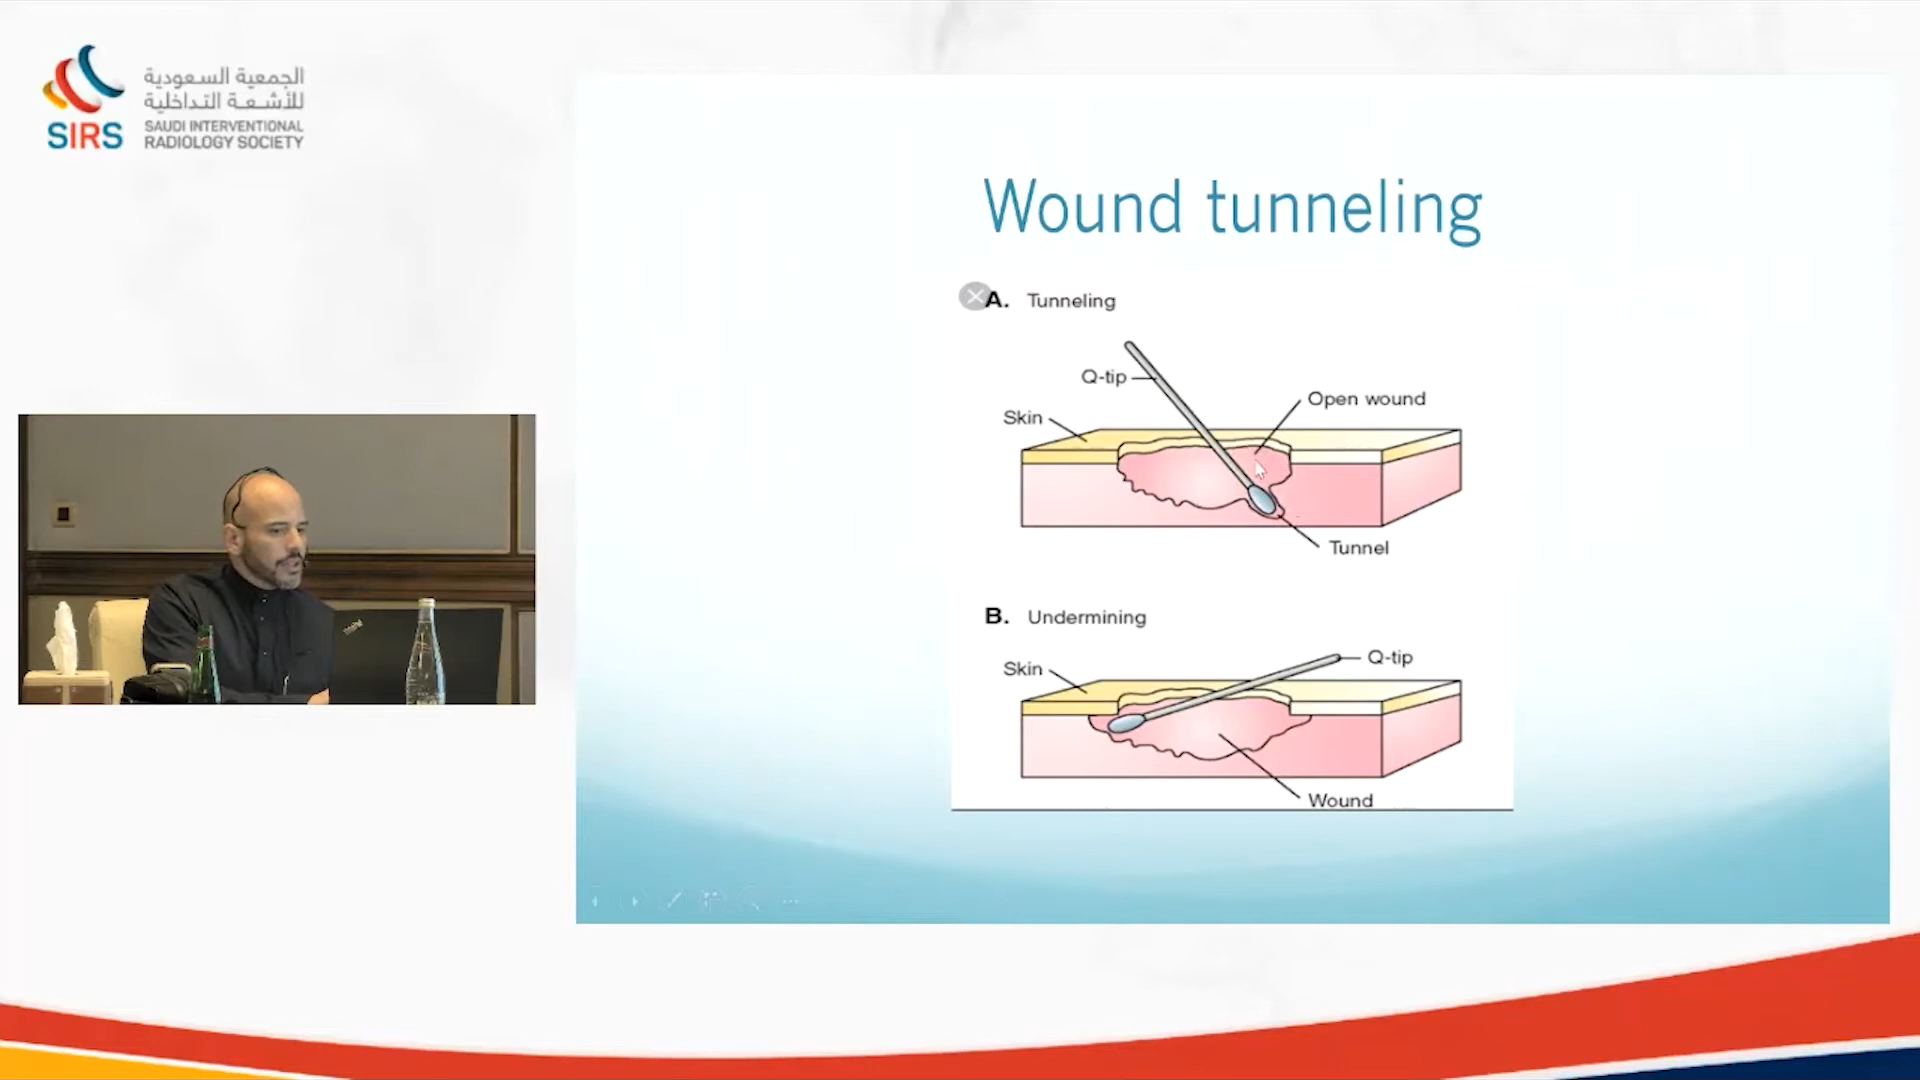 الجمعية السعودية
للأشعة التداخلية
SIRS
SAUDI INTERVENTIONAL
RADIOLOGY SOCIETY
Wound tunneling
A. Tunneling
Q-tip
Open wound
Skin
Tunnel
B. Undermining
Q-tip
Skin
Wound